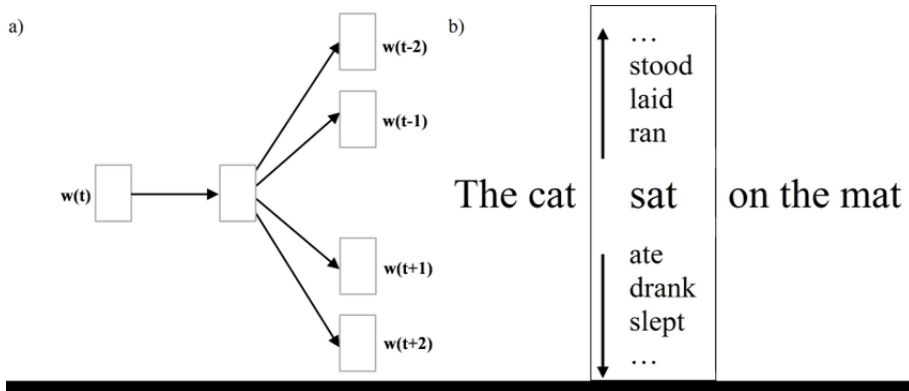 a)
w(t-2)
w(t-1)
w(t)
w(t+1)
w(t+2)
b)
…
stood
laid
ran
The cat sat on the mat
ate
drank
slept
…